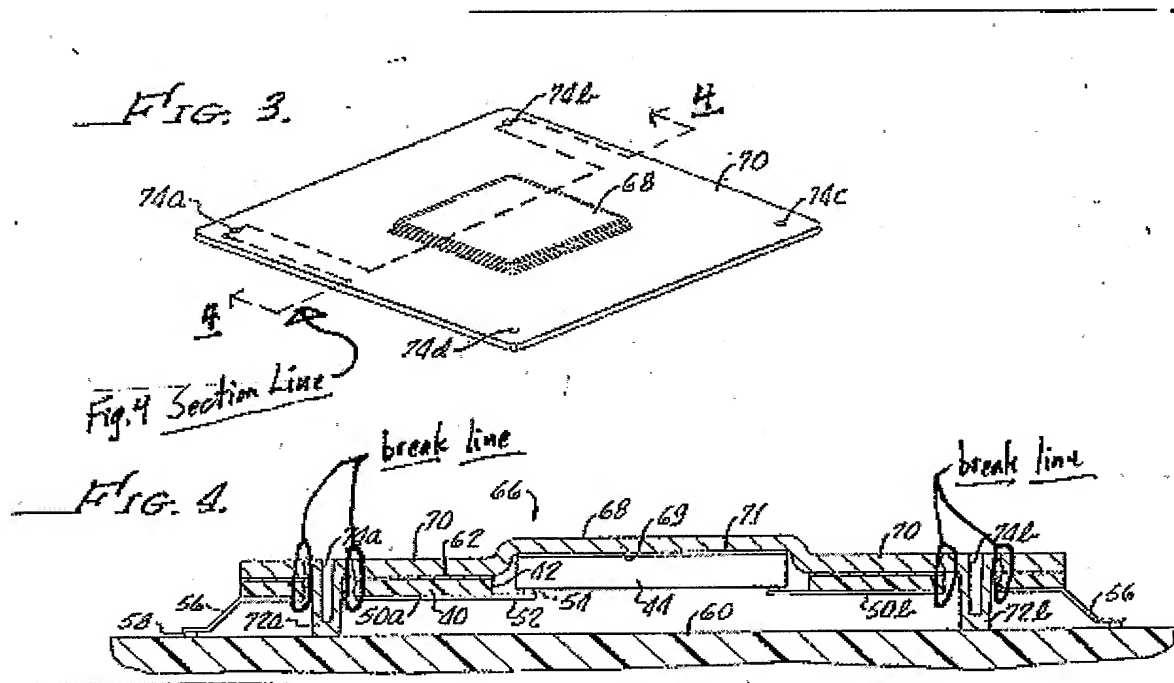 FIG. 3.
74b
4
70
68
74a
74c
4
74d
Fig. 4 Section Line
break line
break line
FIG. 4.
66
68 69 71
74a 70 62 70 74b
42
56 56
58 72a 50a 40 52 54 44 60 50b 72b